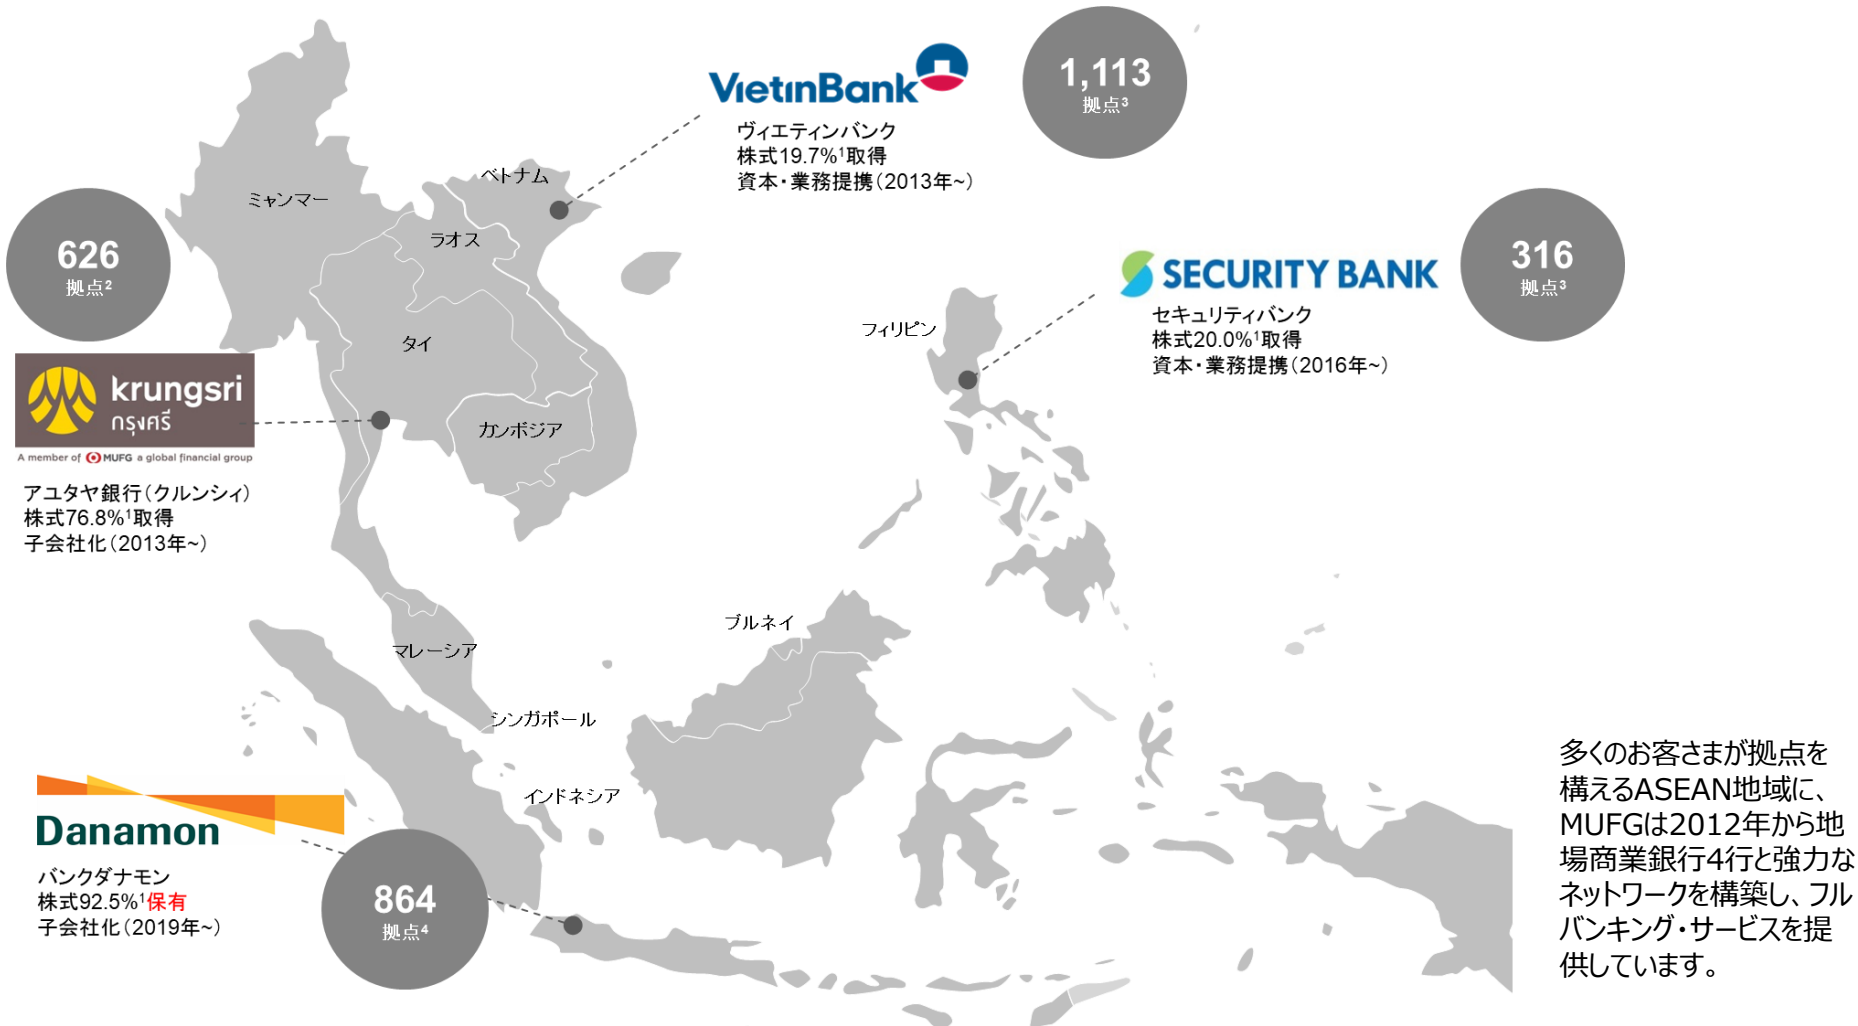 VietinBank
1,113
拠点³
ヴィエティンバンク
株式19.7%¹取得
資本・業務提携(2013年~)
ベトナム
ミャンマー
ラオス
626
拠点²
SECURITY BANK
316
拠点³
セキュリティバンク
株式20.0%¹取得
資本・業務提携(2016年~)
フィリピン
タイ
krungsri
กรุงศรี
A member of MUFG a global financial group
カンボジア
アユタヤ銀行(クルンシィ)
株式76.8%¹取得
子会社化(2013年~)
ブルネイ
マレーシア
シンガポール
インドネシア
Danamon
バンクダナモン
株式92.5%¹保有
子会社化(2019年~)
864
拠点⁴
多くのお客さまが拠点を
構えるASEAN地域に、
MUFGは2012年から地
場商業銀行4行と強力な
ネットワークを構築し、フル
バンキング・サービスを提
供しています。